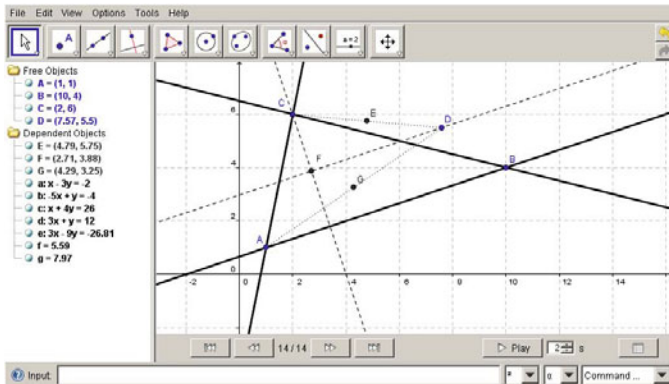 File Edit View Options Tools Help
A
a=2
Free Objects
A = (1, 1)
B = (10, 4)
C = (2, 6)
D = (7.57, 5.5)
Dependent Objects
E = (4.79, 5.75)
F = (2.71, 3.88)
G = (4.29, 3.25)
a: x - 3y = -2
b: -5x + y = -4
c: x + 4y = 26
d: 3x + y = 12
e: 3x - 9y = -26.81
f = 5.59
g = 7.97
C E D
6
F
4 B
G
2
A
0
-2 0 2 4 6 8 10 12 14
14 / 14 Play 2 s
Input: Command ...